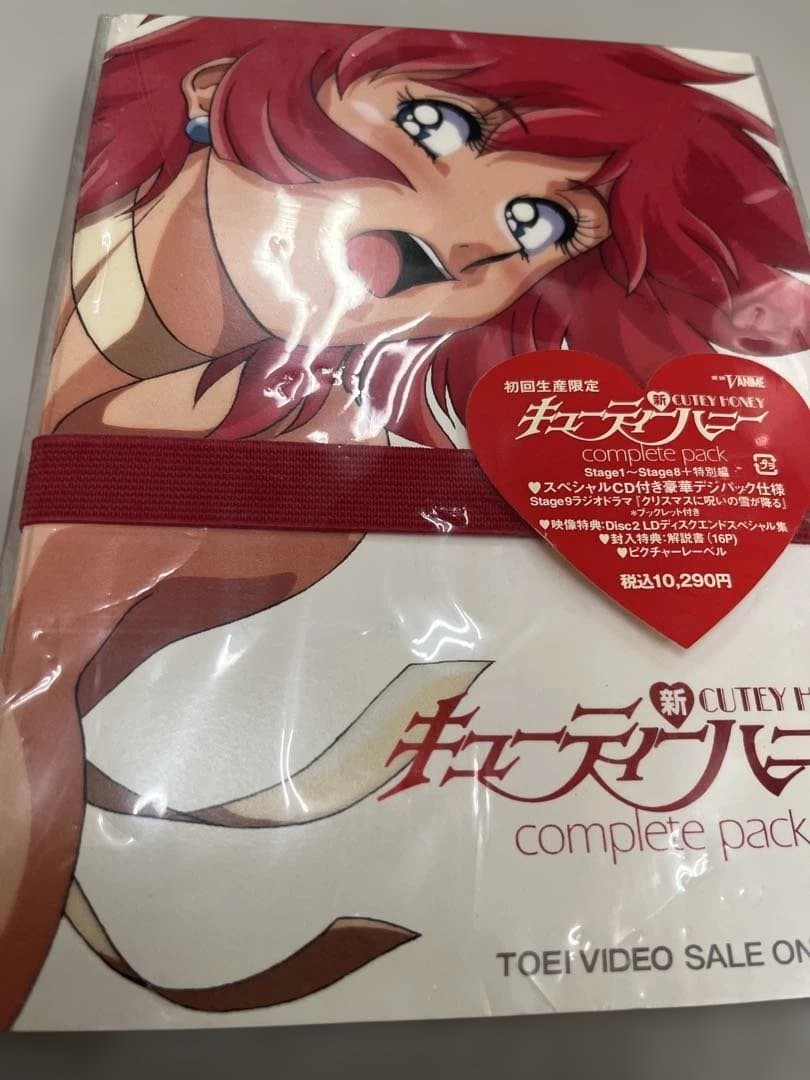 初回生産限定
V ANIME
新 CUTEY HONEY
キューティーハニー
complete pack
Stage1～Stage8＋特別編
♥スペシャルCD付き豪華デジパック仕様
Stage9ラジオドラマ『クリスマスに呪いの雪が降る』
*ブックレット付き
♥映像特典:Disc2 LDディスクエンドスペシャル集
♥封入特典:解説書(16P)
♥ピクチャーレーベル
税込10,290円
新 CUTEY H
キューティーハニ
complete pack
TOEI VIDEO SALE ON